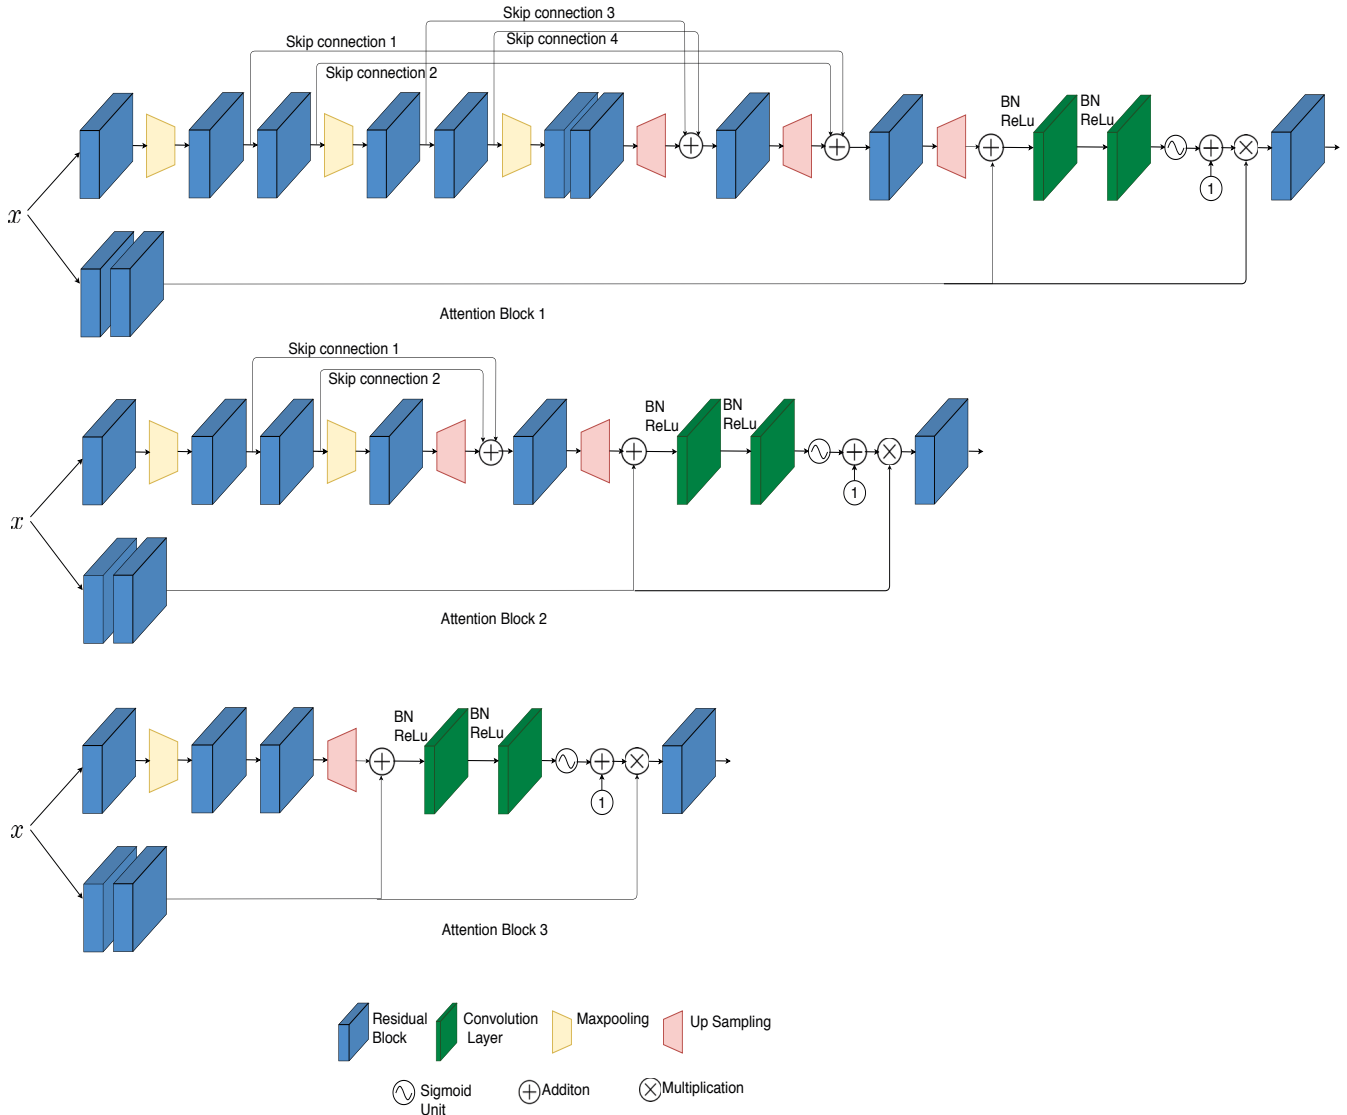 Skip connection 3
Skip connection 4
Skip connection 1
Skip connection 2
BN
ReLu
BN
ReLu
1
x
Attention Block 1
Skip connection 1
Skip connection 2
BN
ReLu
BN
ReLu
1
x
Attention Block 2
BN
ReLu
BN
ReLu
1
x
Attention Block 3
Residual
Block
Convolution
Layer
Maxpooling
Up Sampling
Sigmoid
Unit
Additon
Multiplication